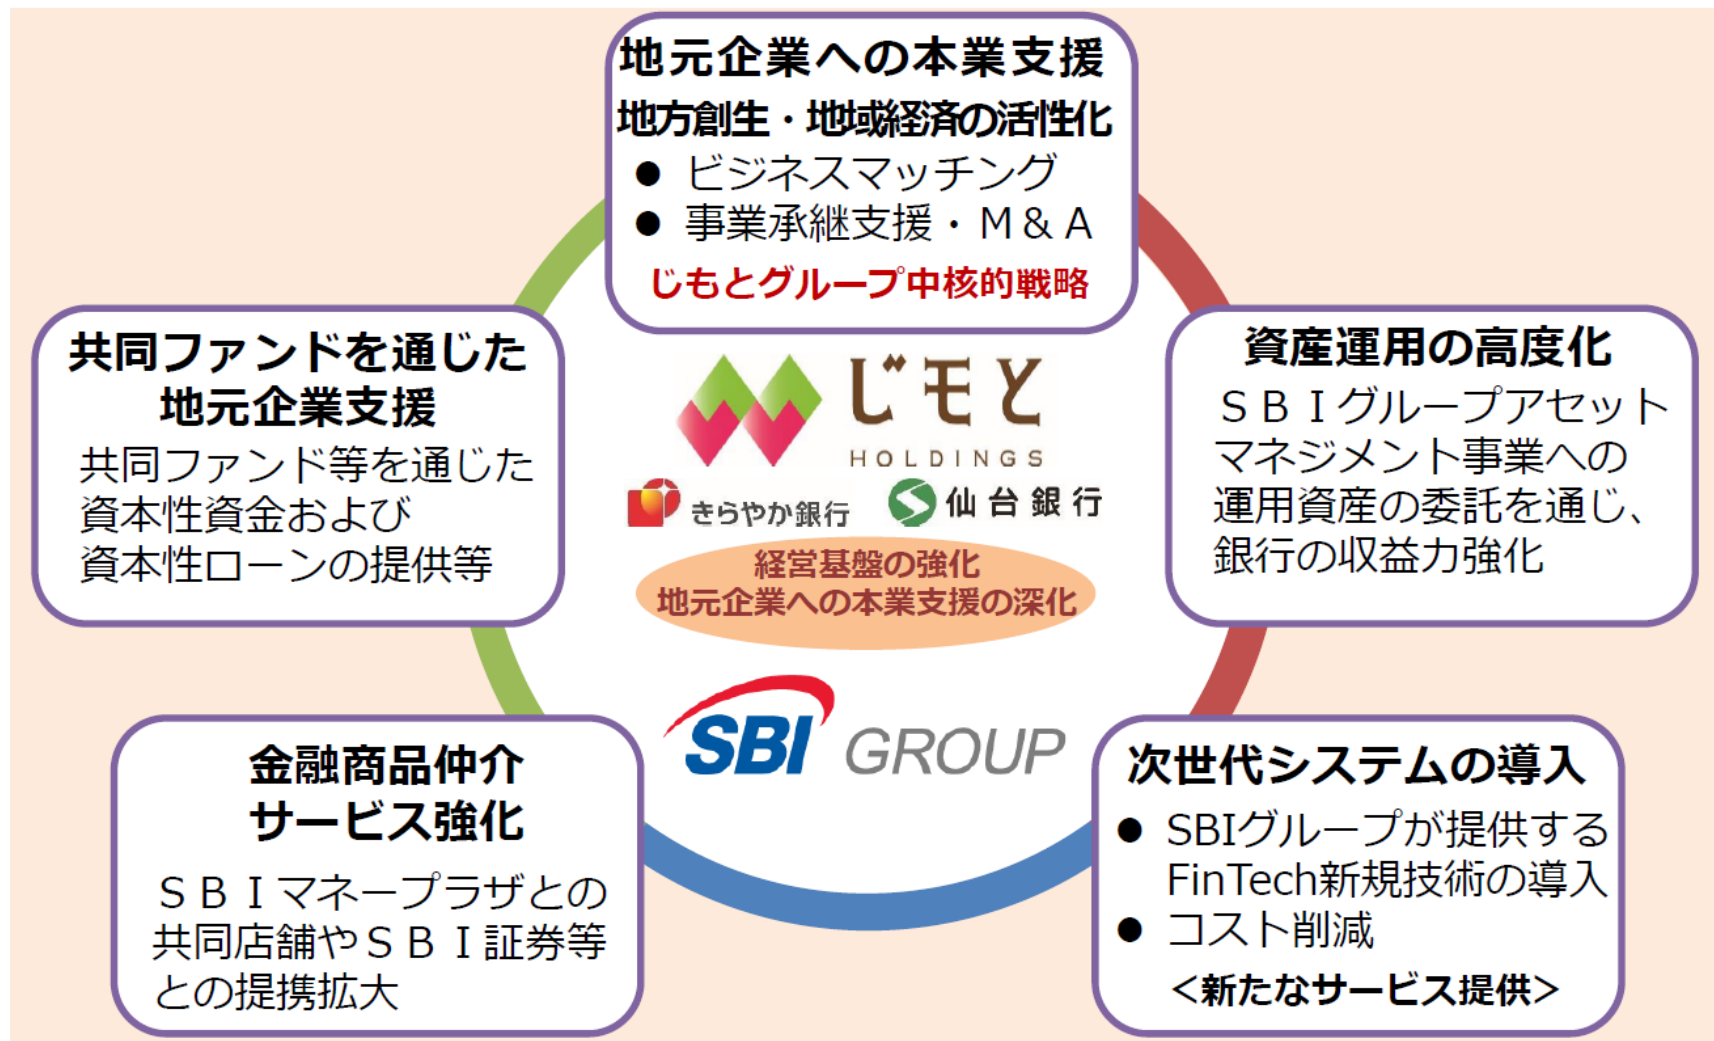 地元企業への本業支援
地方創生・地域経済の活性化
● ビジネスマッチング
● 事業承継支援・Ｍ＆Ａ
じもとグループ中核的戦略
共同ファンドを通じた
地元企業支援
共同ファンド等を通じた
資本性資金および
資本性ローンの提供等
資産運用の高度化
ＳＢＩグループアセット
マネジメント事業への
運用資産の委託を通じ、
銀行の収益力強化
じモと
HOLDINGS
きらやか銀行
仙台銀行
経営基盤の強化
地元企業への本業支援の深化
SBI GROUP
金融商品仲介
サービス強化
ＳＢＩマネープラザとの
共同店舗やＳＢＩ証券等
との提携拡大
次世代システムの導入
● SBIグループが提供する
FinTech新規技術の導入
● コスト削減
＜新たなサービス提供＞